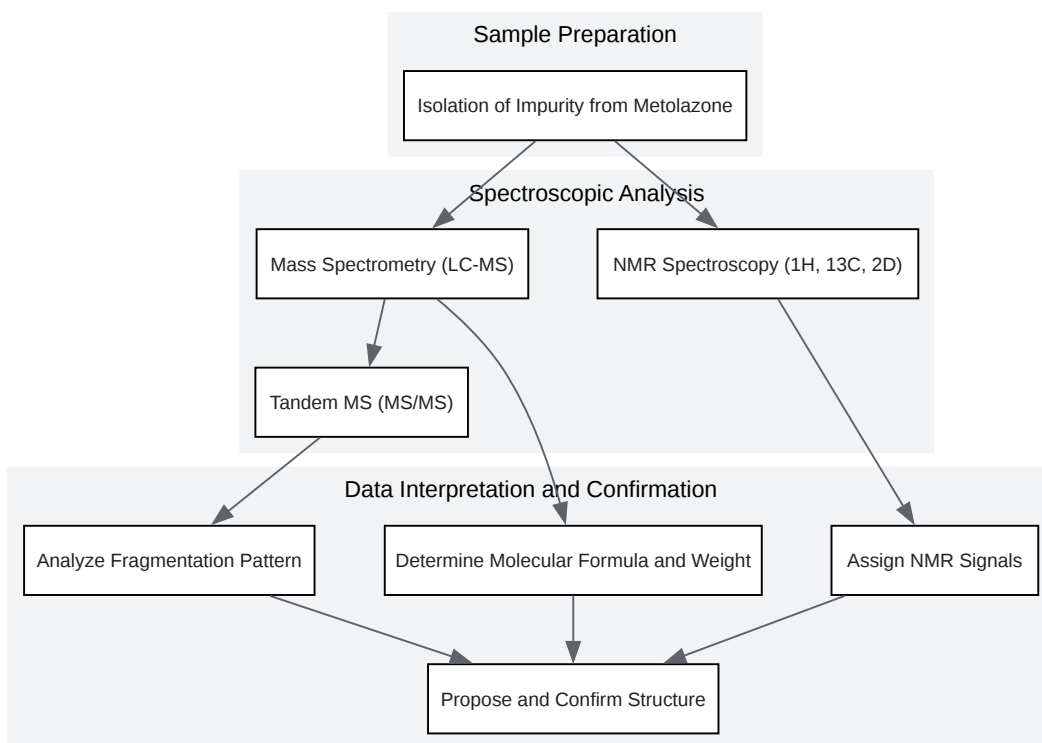 Sample Preparation
Isolation of Impurity from Metolazone
Spectroscopic Analysis
Mass Spectrometry (LC-MS)
NMR Spectroscopy (1H, 13C, 2D)
Tandem MS (MS/MS)
Data Interpretation and Confirmation
Analyze Fragmentation Pattern
Determine Molecular Formula and Weight
Assign NMR Signals
Propose and Confirm Structure